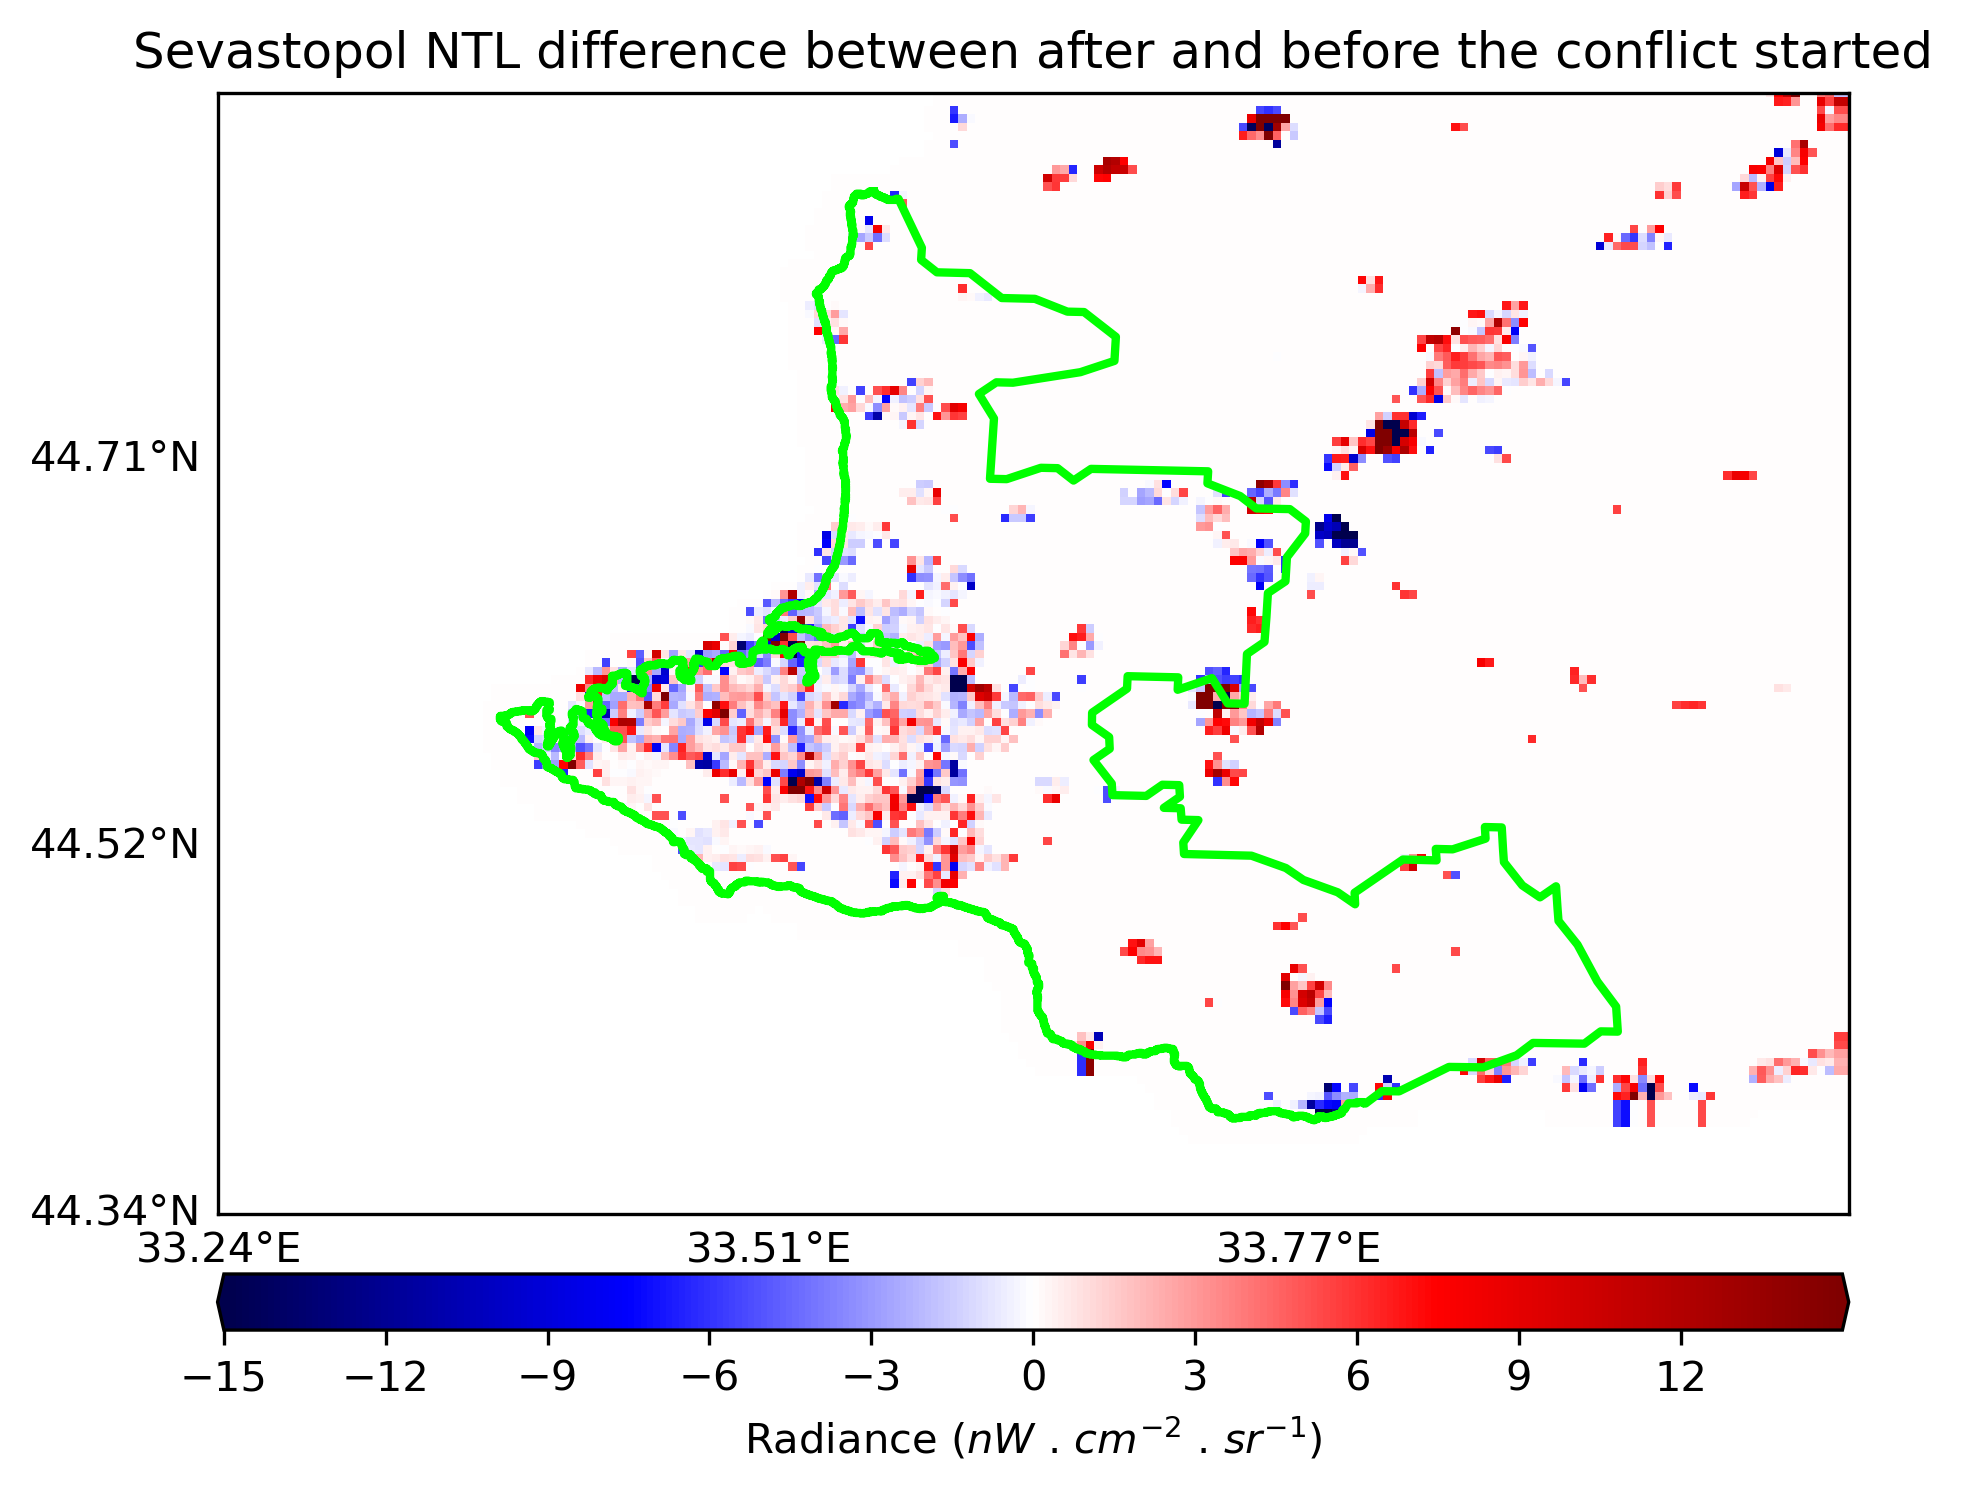 Sevastopol NTL difference between after and before the conflict started
44.71°N
44.52°N
44.34°N
33.24°E 33.51°E 33.77°E
−15 −12 −9 −6 −3 0 3 6 9 12
Radiance (nW . cm⁻² . sr⁻¹)